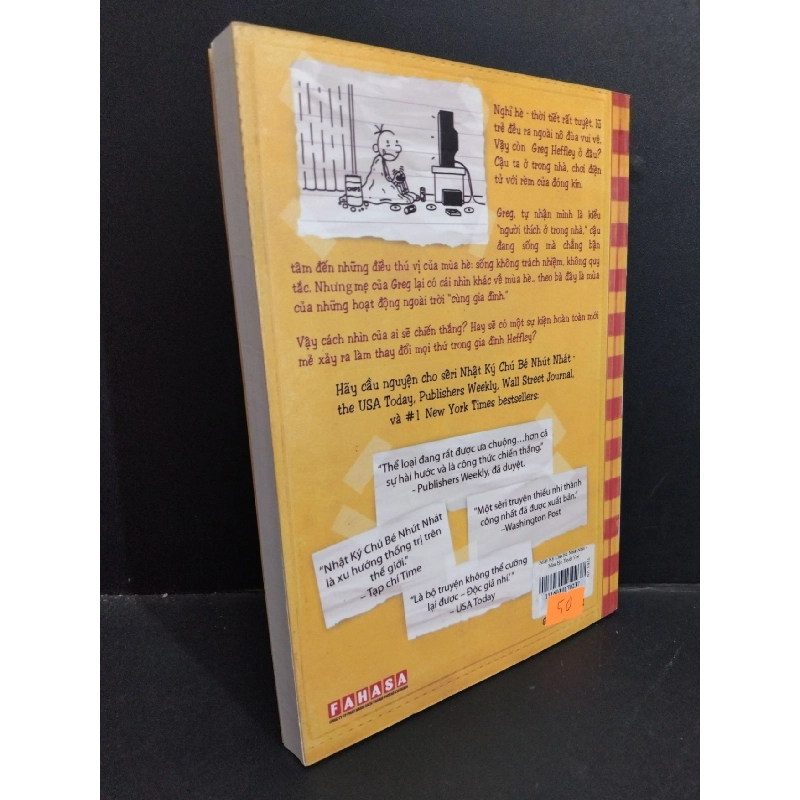 CHIPS
Nghỉ hè - thời tiết rất tuyệt, lũ
trẻ đều ra ngoài nô đùa vui vẻ.
Vậy còn Greg Heffley ở đâu?
Cậu ta ở trong nhà, chơi điện
tử với rèm cửa đóng kín.
Greg, tự nhận mình là kiểu
"người thích ở trong nhà," cậu
đang sống mà chẳng bận
tâm đến những điều thú vị của mùa hè: sống không trách nhiệm, không quy
tắc. Nhưng mẹ của Greg lại có cái nhìn khác về mùa hè... theo bà đây là mùa
của những hoạt động ngoài trời "cùng gia đình."
Vậy cách nhìn của ai sẽ chiến thắng? Hay sẽ có một sự kiện hoàn toàn mới
mẻ xảy ra làm thay đổi mọi thứ trong gia đình Heffley?
Hãy cầu nguyện cho sêri Nhật Ký Chú Bé Nhút Nhát -
the USA Today, Publishers Weekly, Wall Street Journal,
và #1 New York Times bestsellers:
"Thể loại đang rất được ưa chuộng...hơn cả
sự hài hước và là công thức chiến thắng."
- Publishers Weekly, đã duyệt.
"Một sêri truyện thiếu nhi thành
công nhất đã được xuất bản."
-Washington Post
"Nhật Ký Chú Bé Nhút Nhát
là xu hướng thống trị trên
thế giới."
– Tạp chí Time
"Là bộ truyện không thể cưỡng
lại được – Độc giả nhí."
– USA Today
50
FAHASA